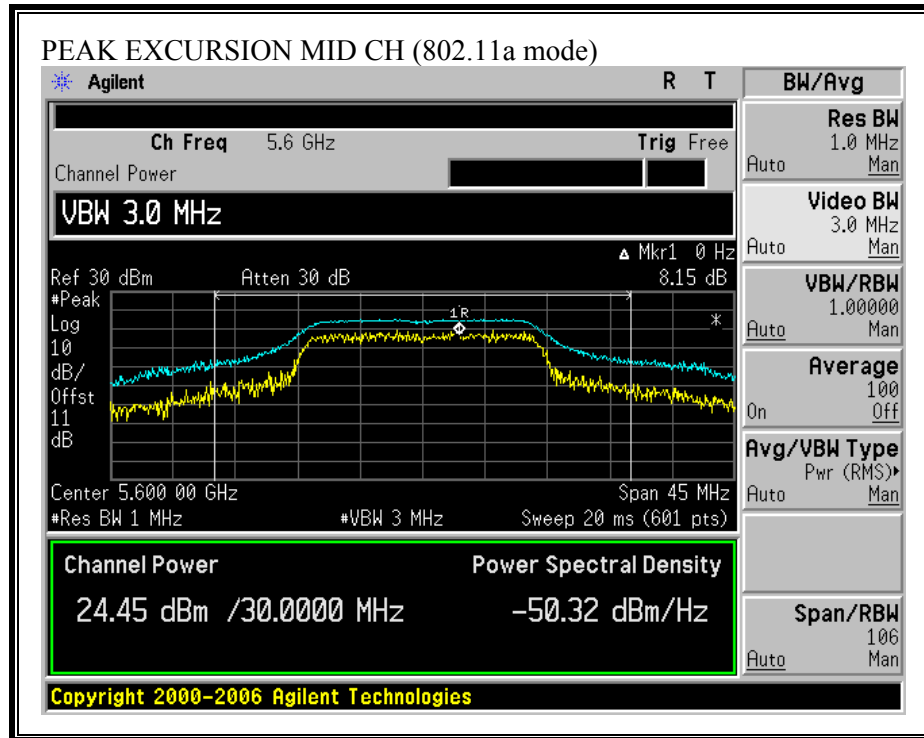 PEAK EXCURSION MID CH (802.11a mode)
Agilent R T
BW/Avg
Ch Freq 5.6 GHz Trig Free
Channel Power
VBW 3.0 MHz
Δ Mkr1 0 Hz
Ref 30 dBm Atten 30 dB 8.15 dB
#Peak
Log
10
dB/
Offst
11
dB
1R
*
Center 5.600 00 GHz Span 45 MHz
#Res BW 1 MHz #VBW 3 MHz Sweep 20 ms (601 pts)
Channel Power Power Spectral Density
24.45 dBm /30.0000 MHz -50.32 dBm/Hz
Res BW
1.0 MHz
Auto Man
Video BW
3.0 MHz
Auto Man
VBW/RBW
1.00000
Auto Man
Average
100
On Off
Avg/VBW Type
Pwr (RMS)▸
Auto Man
Span/RBW
106
Auto Man
Copyright 2000-2006 Agilent Technologies